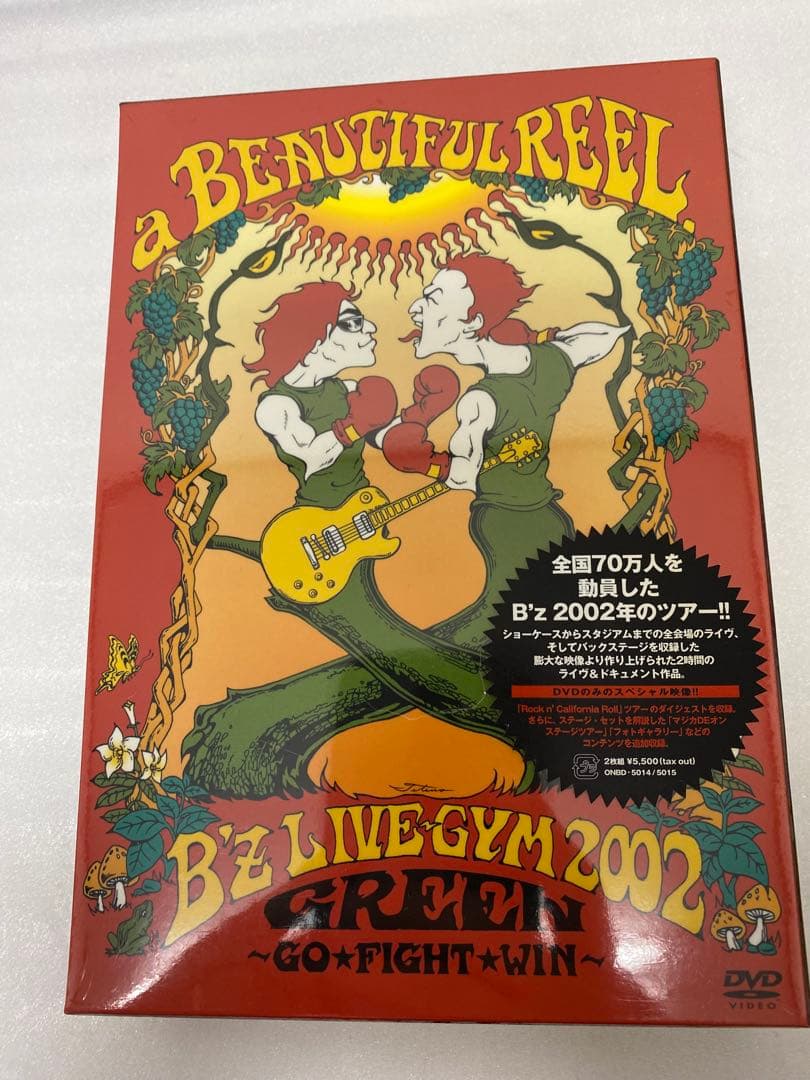 a BEAUTIFUL REEL.
全国70万人を
動員した
B'z 2002年のツアー!!
ショーケースからスタジアムまでの全会場のライヴ、
そしてバックステージを収録した
膨大な映像より作り上げられた2時間の
ライヴ&ドキュメント作品。
DVDのみのスペシャル映像!!
「Rock n' California Roll」ツアーのダイジェストを収録。
さらに、ステージ・セットを解説した「マジカDEオン
ステージツアー」「フォトギャラリー」などの
コンテンツを追加収録。
2枚組 ¥5,500(tax out)
ONBD・5014/5015
B'z LIVE-GYM 2002
GREEN
~GO★FIGHT★WIN~
DVD
VIDEO